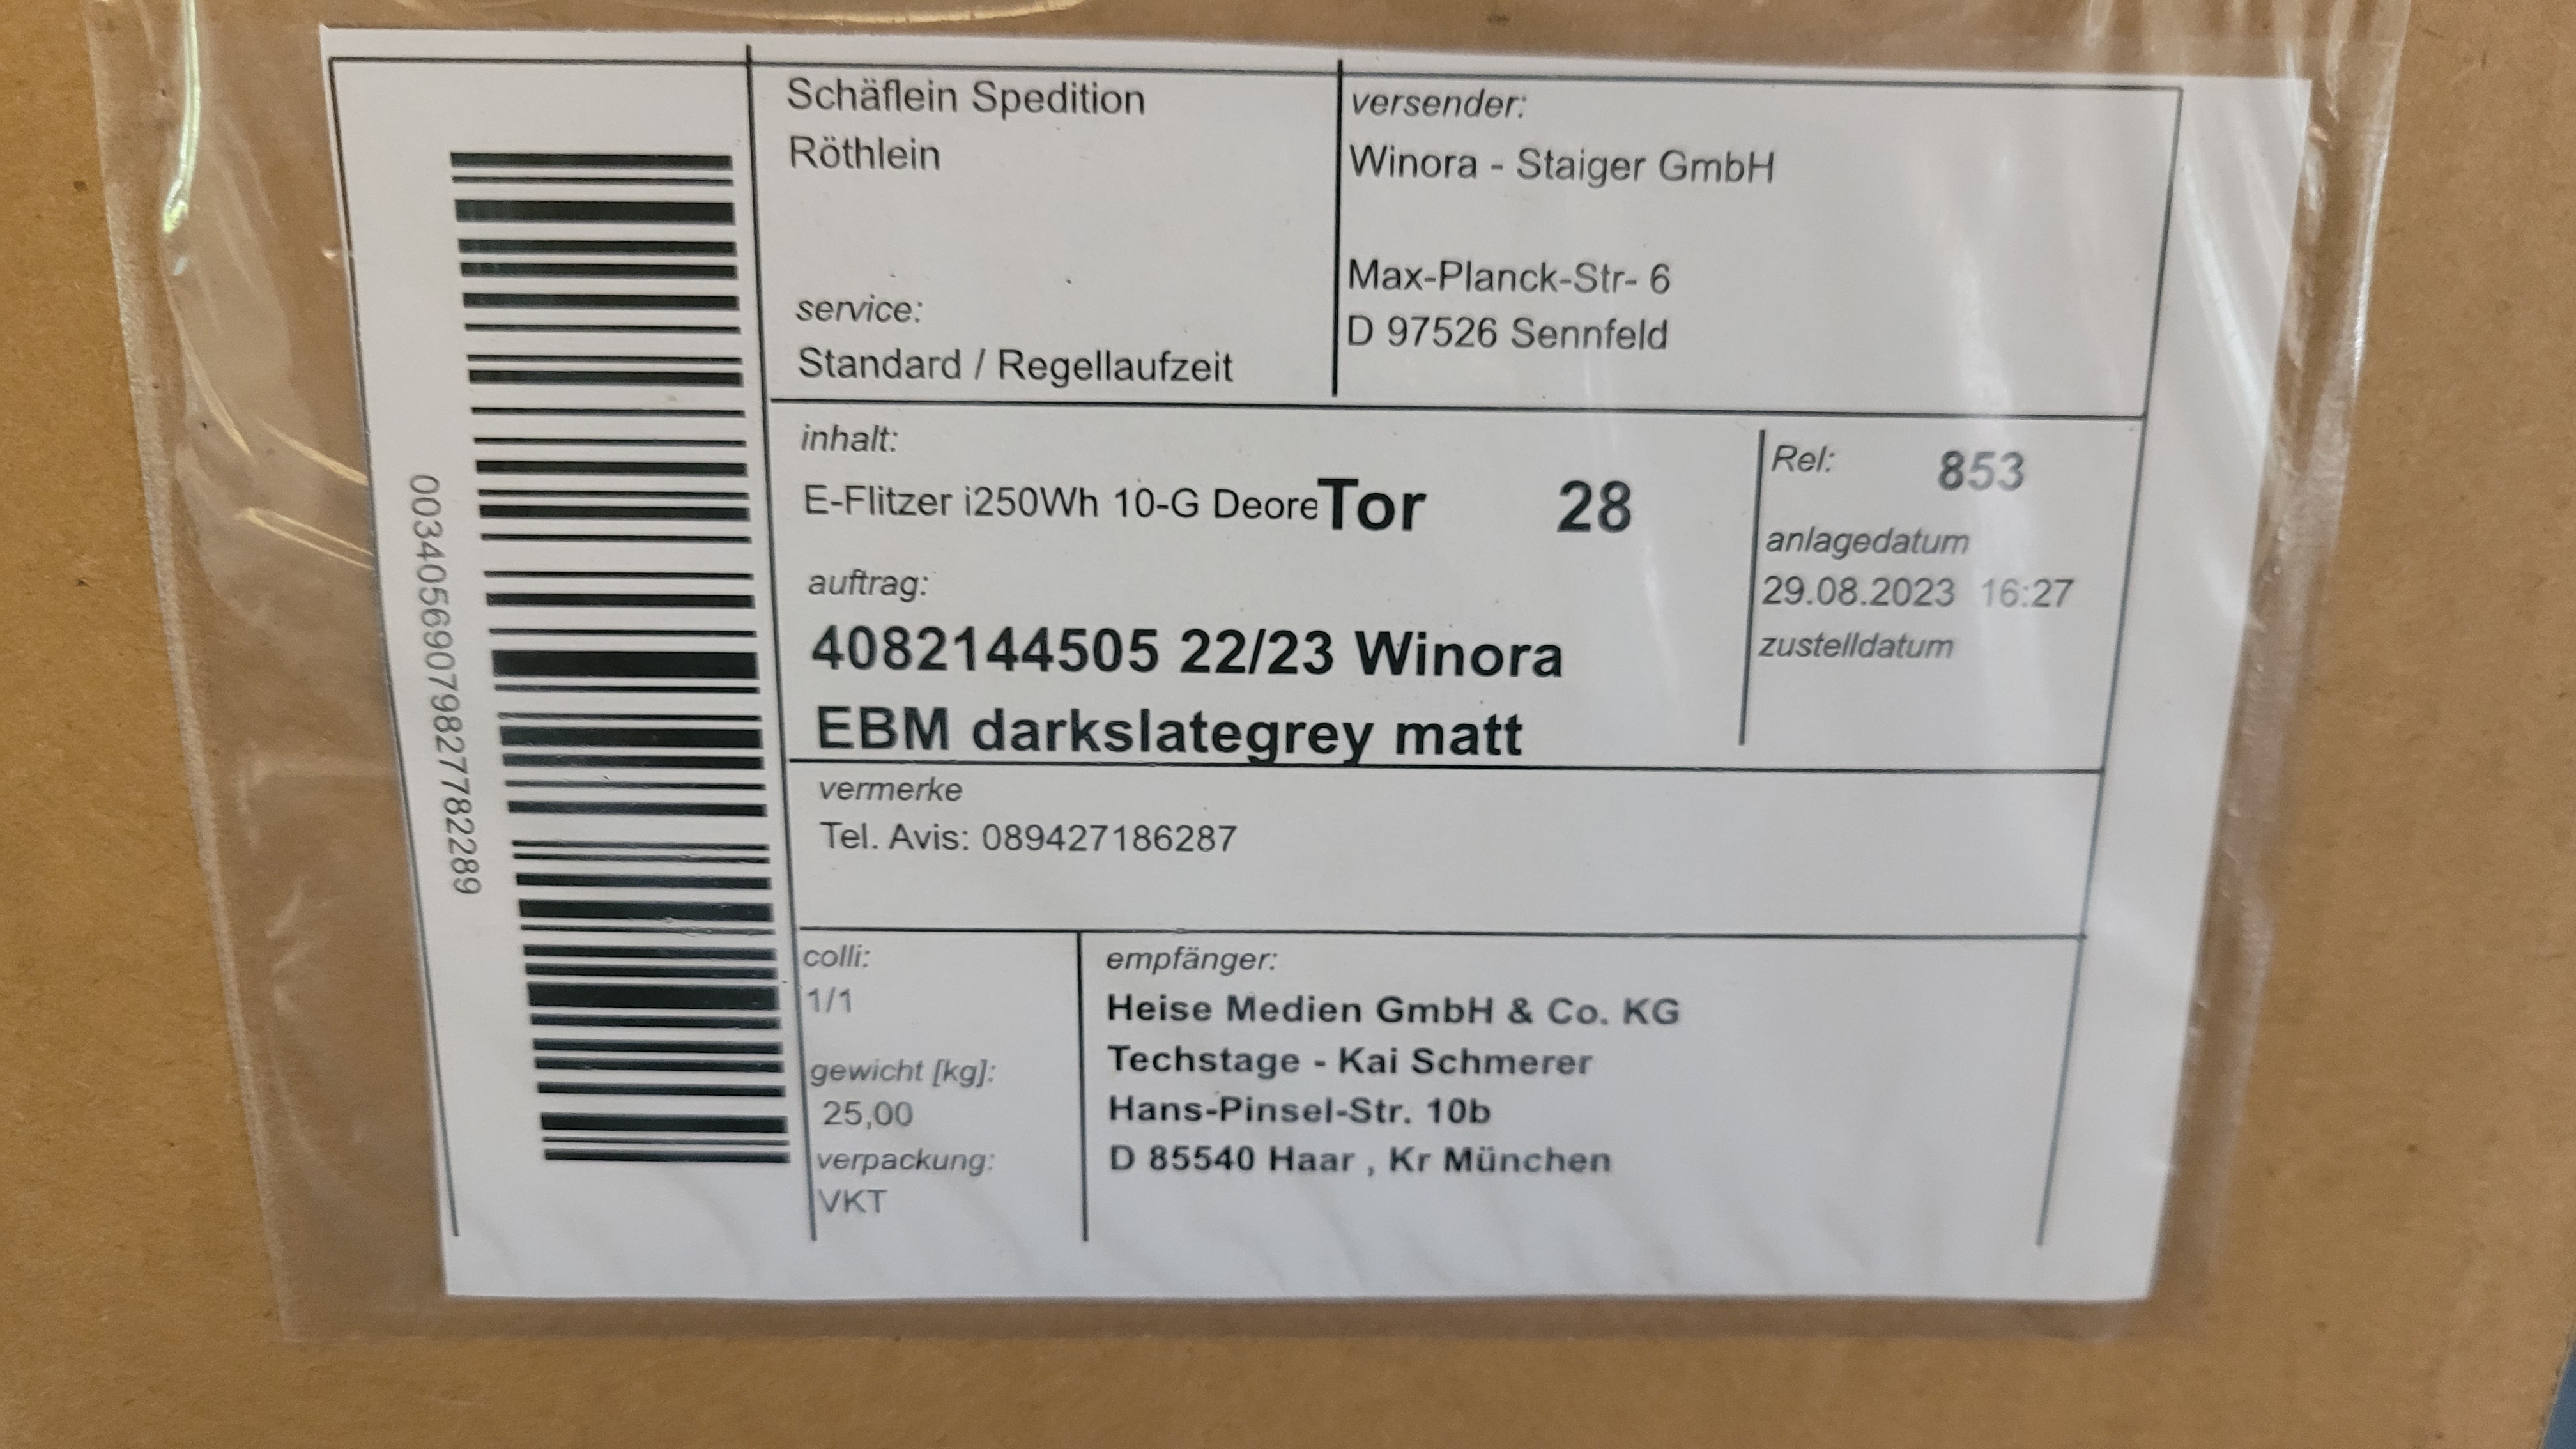 Schäflein Spedition
Röthlein
service:
Standard / Regellaufzeit
versender:
Winora - Staiger GmbH
Max-Planck-Str- 6
D 97526 Sennfeld
inhalt:
E-Flitzer i250Wh 10-G Deore Tor 28
auftrag:
4082144505 22/23 Winora
EBM darkslategrey matt
Rel: 853
anlagedatum
29.08.2023 16:27
zustelldatum
vermerke
Tel. Avis: 089427186287
colli:
1/1
gewicht [kg]:
25,00
verpackung:
VKT
empfänger:
Heise Medien GmbH & Co. KG
Techstage - Kai Schmerer
Hans-Pinsel-Str. 10b
D 85540 Haar , Kr München
00340569079827782289